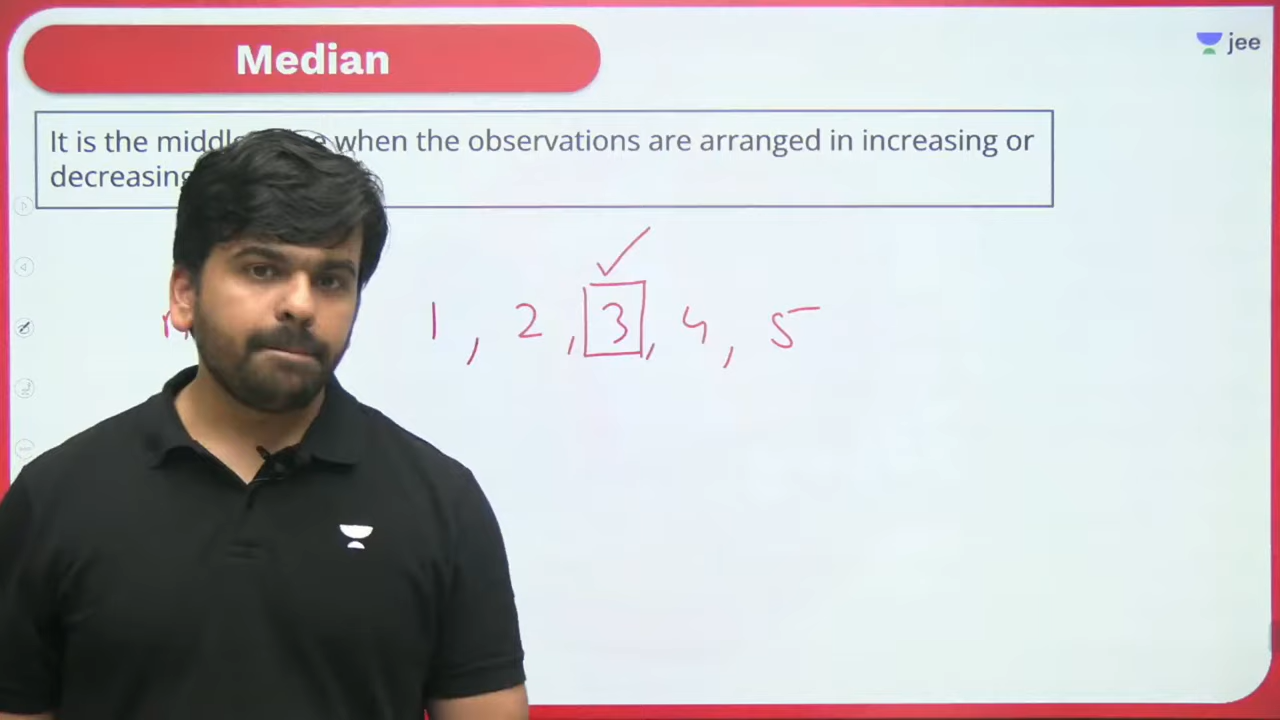 Median
jee
It is the middle when the observations are arranged in increasing or
decreasing
1, 2, 3, 4, 5